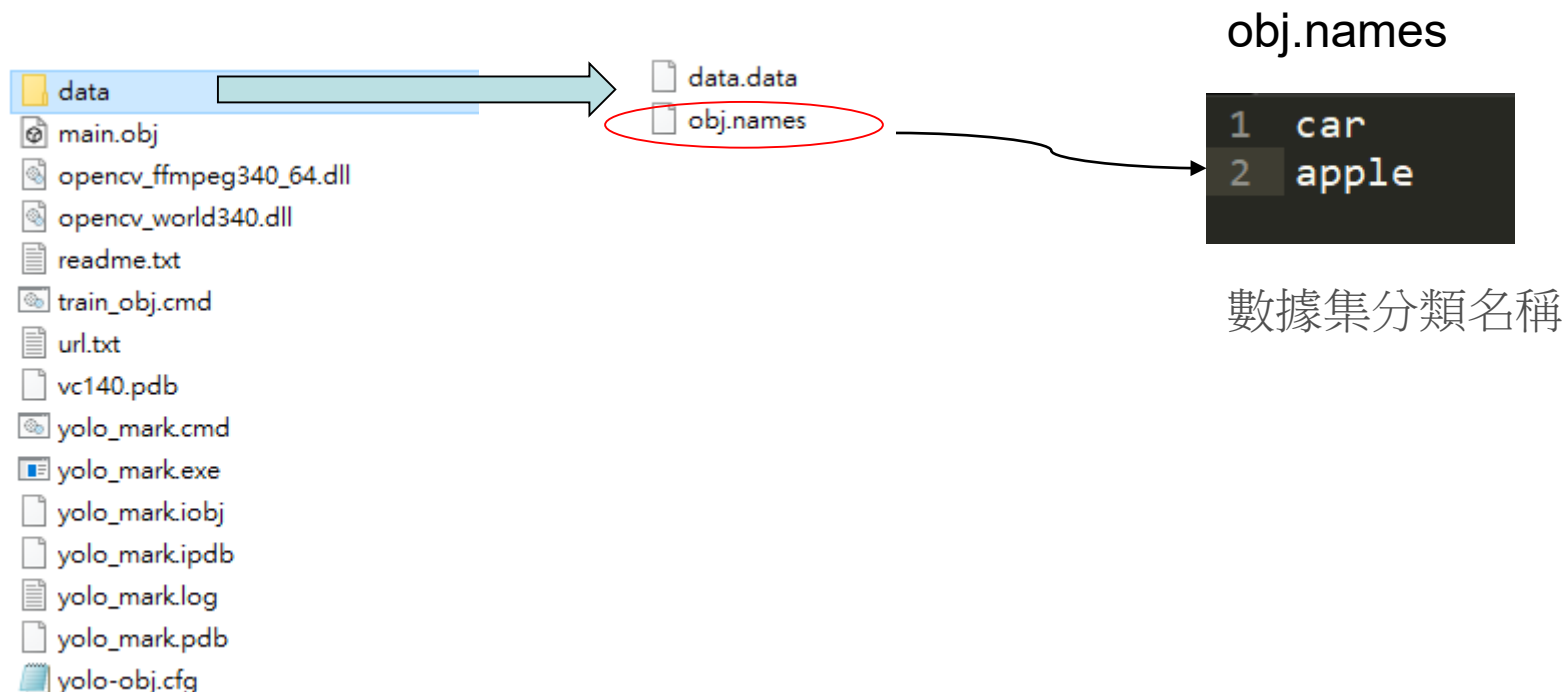 data
main.obj
opencv_ffmpeg340_64.dll
opencv_world340.dll
readme.txt
train_obj.cmd
url.txt
vc140.pdb
yolo_mark.cmd
yolo_mark.exe
yolo_mark.iobj
yolo_mark.ipdb
yolo_mark.log
yolo_mark.pdb
yolo-obj.cfg
data.data
obj.names
obj.names
1 car
2 apple
數據集分類名稱